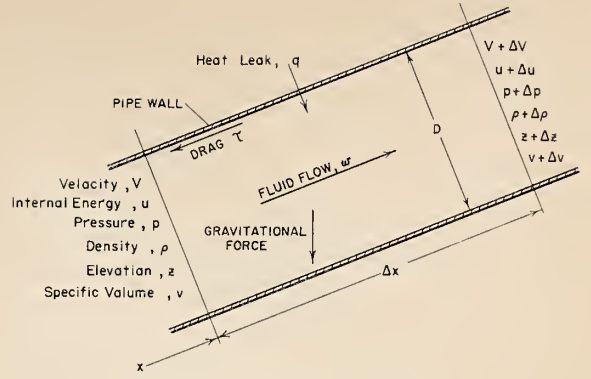 Heat Leak, q
PIPE WALL
DRAG τ
FLUID FLOW, w
GRAVITATIONAL
FORCE
D
V + ΔV
u + Δu
p + Δp
ρ + Δρ
z + Δz
v + Δv
Velocity , V
Internal Energy , u
Pressure , p
Density , ρ
Elevation , z
Specific Volume , v
Δx
x